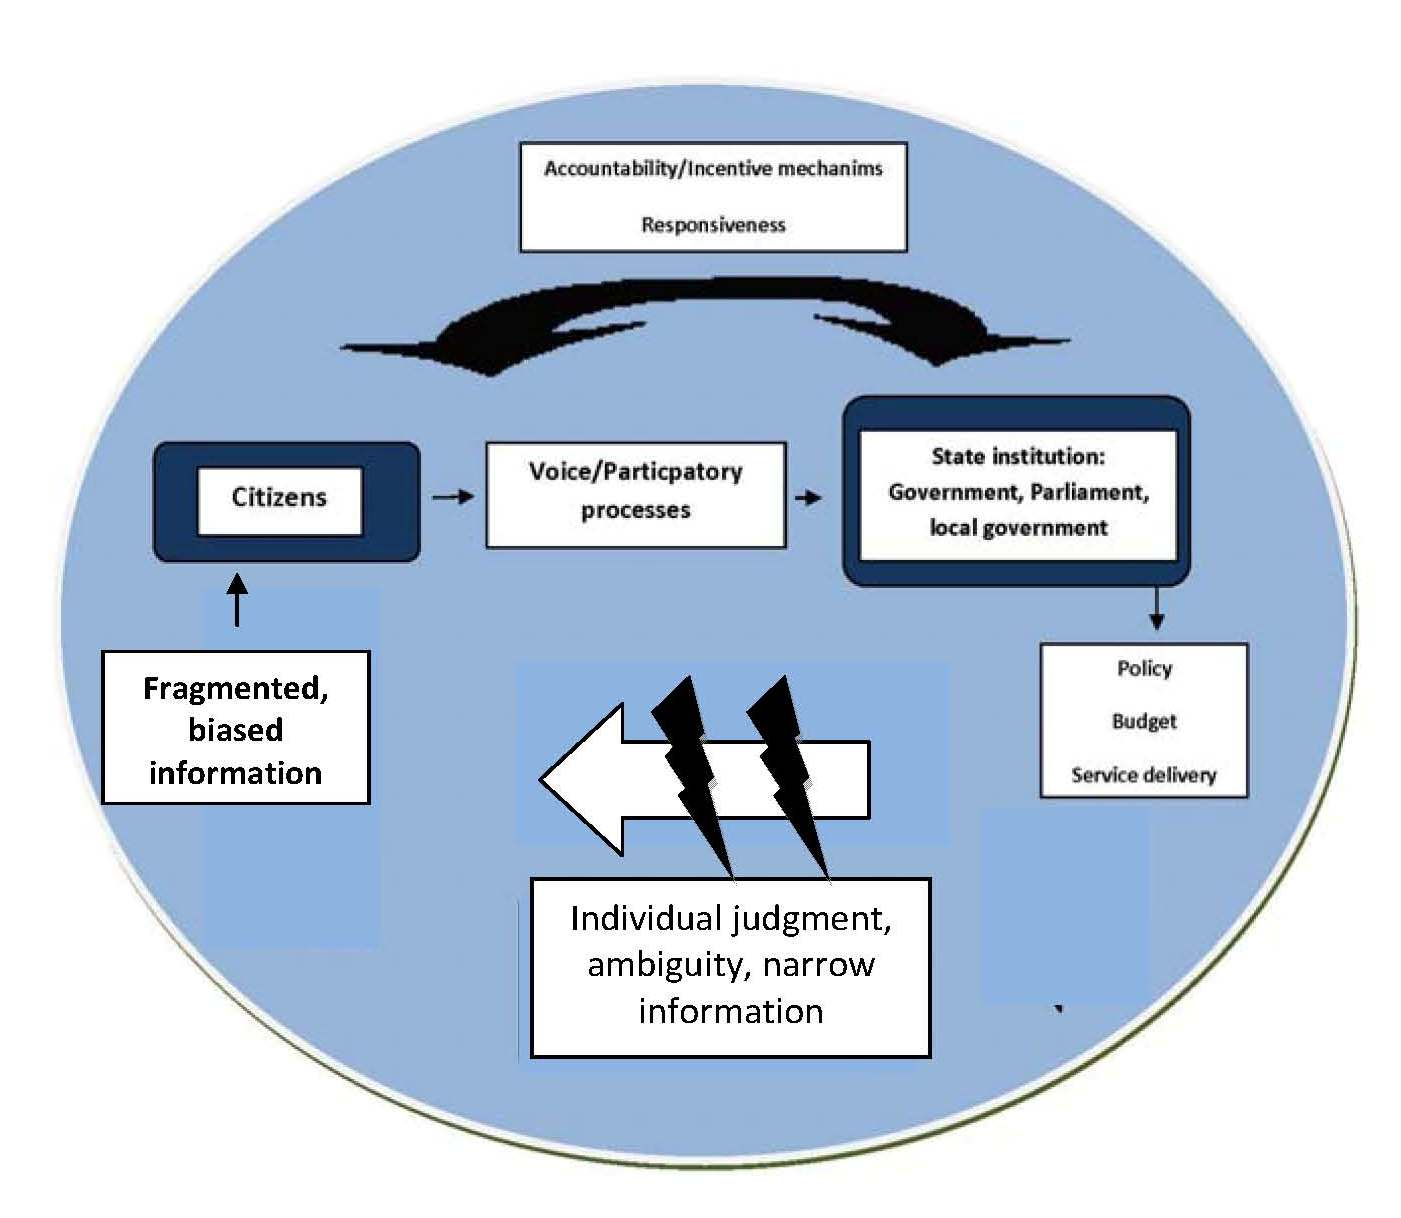 Accountability/Incentive mechanims
Responsiveness
Citizens
Voice/Particpatory
processes
State institution:
Government, Parliament,
local government
Fragmented,
biased
information
Policy
Budget
Service delivery
Individual judgment,
ambiguity, narrow
information